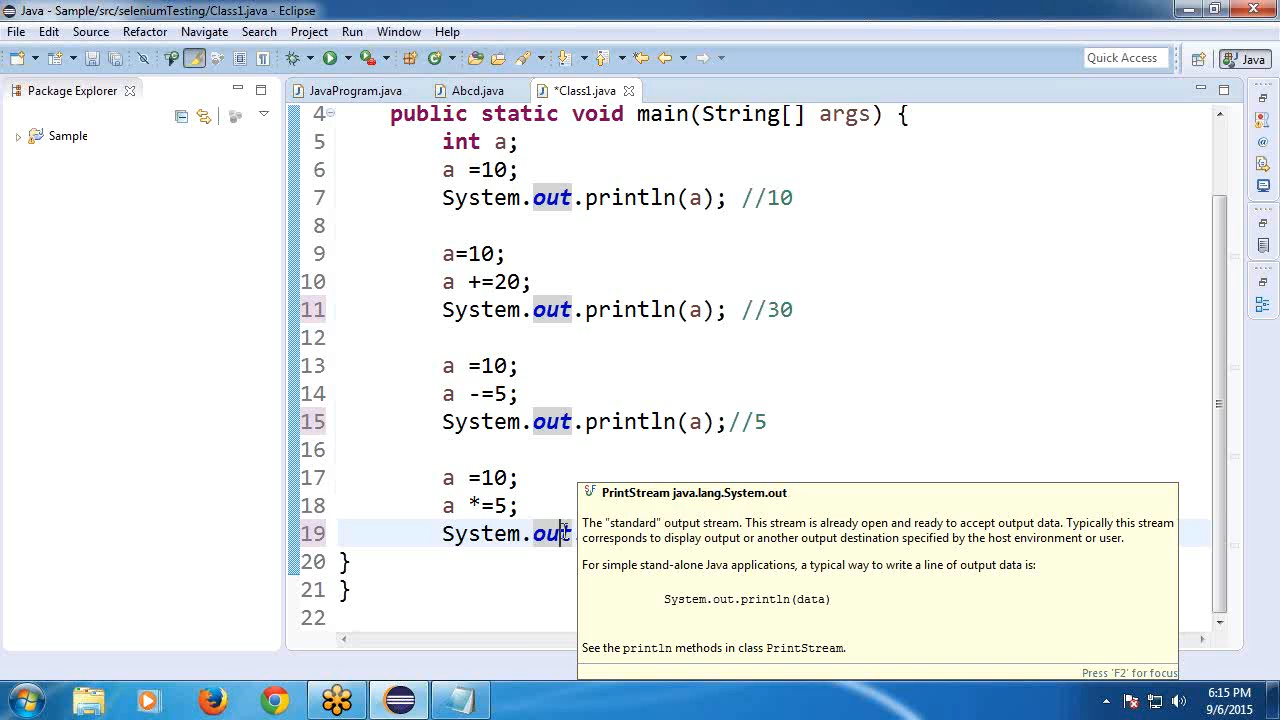 Java - Sample/src/seleniumTesting/Class1.java - Eclipse
File Edit Source Refactor Navigate Search Project Run Window Help
Quick Access
Java
Package Explorer
JavaProgram.java
Abcd.java
*Class1.java
Sample
4 public static void main(String[] args) {
5 int a;
6 a =10;
7 System.out.println(a); //10
8
9 a=10;
10 a +=20;
11 System.out.println(a); //30
12
13 a =10;
14 a -=5;
15 System.out.println(a);//5
16
17 a =10;
18 a *=5;
19 System.out
20 }
21 }
22
PrintStream java.lang.System.out
The "standard" output stream. This stream is already open and ready to accept output data. Typically this stream
corresponds to display output or another output destination specified by the host environment or user.
For simple stand-alone Java applications, a typical way to write a line of output data is:
System.out.println(data)
See the println methods in class PrintStream.
Press 'F2' for focus
6:15 PM
9/6/2015